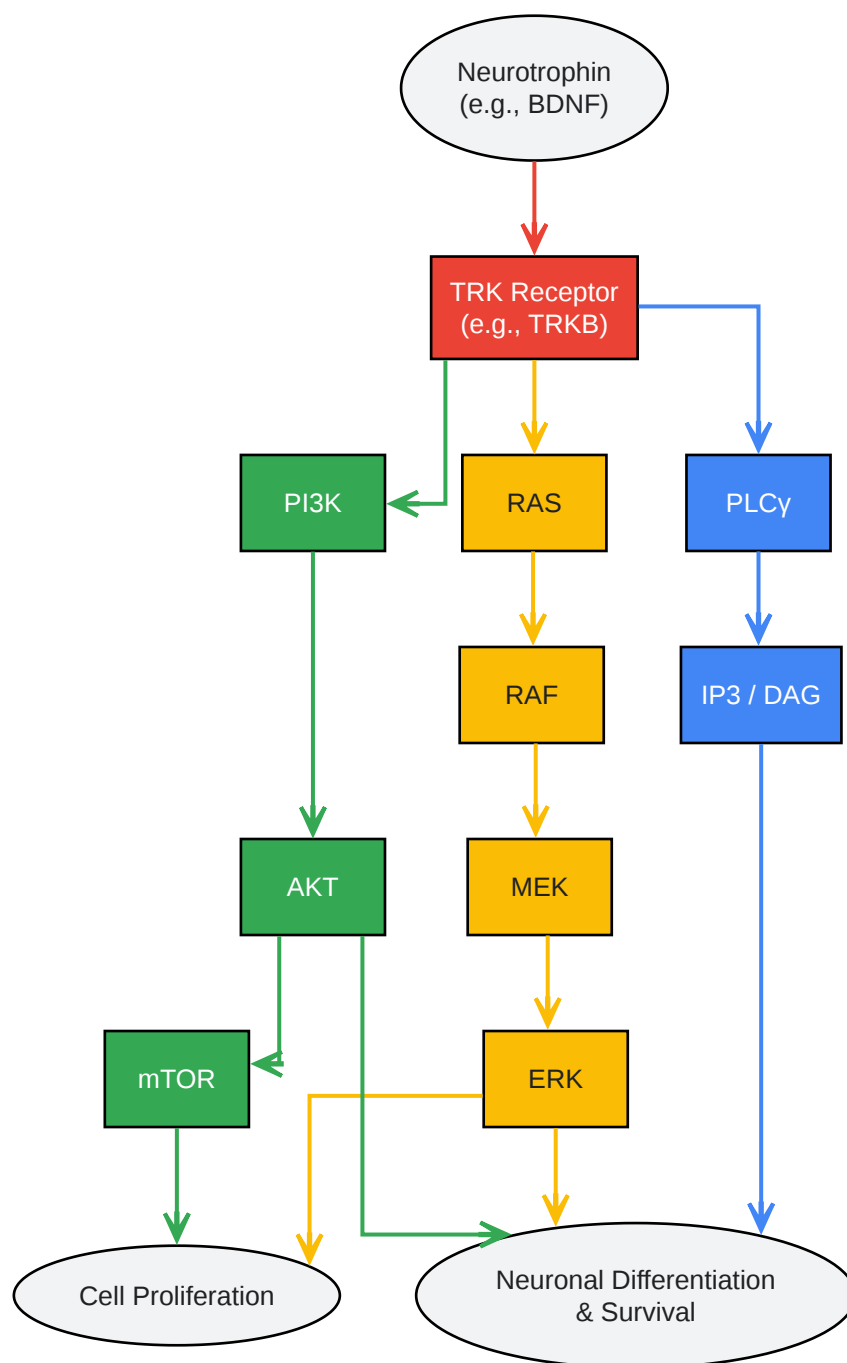 Neurotrophin
(e.g., BDNF)
TRK Receptor
(e.g., TRKB)
PI3K
RAS
PLCγ
RAF
IP3 / DAG
AKT
MEK
mTOR
ERK
Cell Proliferation
Neuronal Differentiation
& Survival